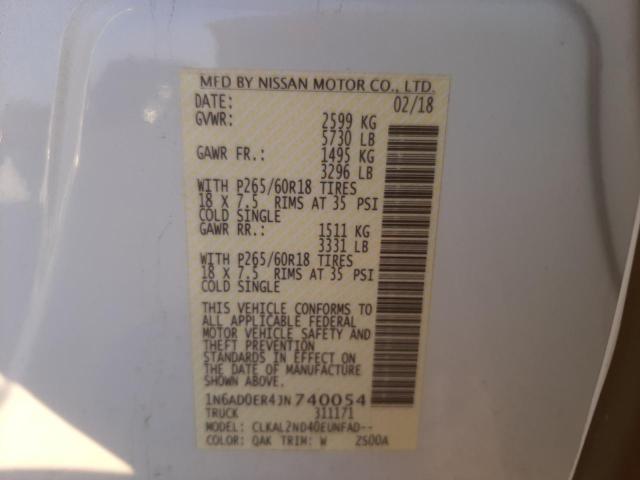 MFD BY NISSAN MOTOR CO., LTD.
DATE: 02/18
GVWR: 2599 KG
5730 LB
GAWR FR.: 1495 KG
3296 LB
WITH P265/60R18 TIRES
18 X 7.5 RIMS AT 35 PSI
COLD SINGLE
GAWR RR.: 1511 KG
3331 LB
WITH P265/60R18 TIRES
18 X 7.5 RIMS AT 35 PSI
COLD SINGLE
THIS VEHICLE CONFORMS TO
ALL APPLICABLE FEDERAL
MOTOR VEHICLE SAFETY AND
THEFT PREVENTION
STANDARDS IN EFFECT ON
THE DATE OF MANUFACTURE
SHOWN ABOVE.
1N6AD0ER4JN740054
TRUCK 311171
MODEL: CLKAL2ND40EUNFAD--
COLOR: QAK TRIM: W 2S00A